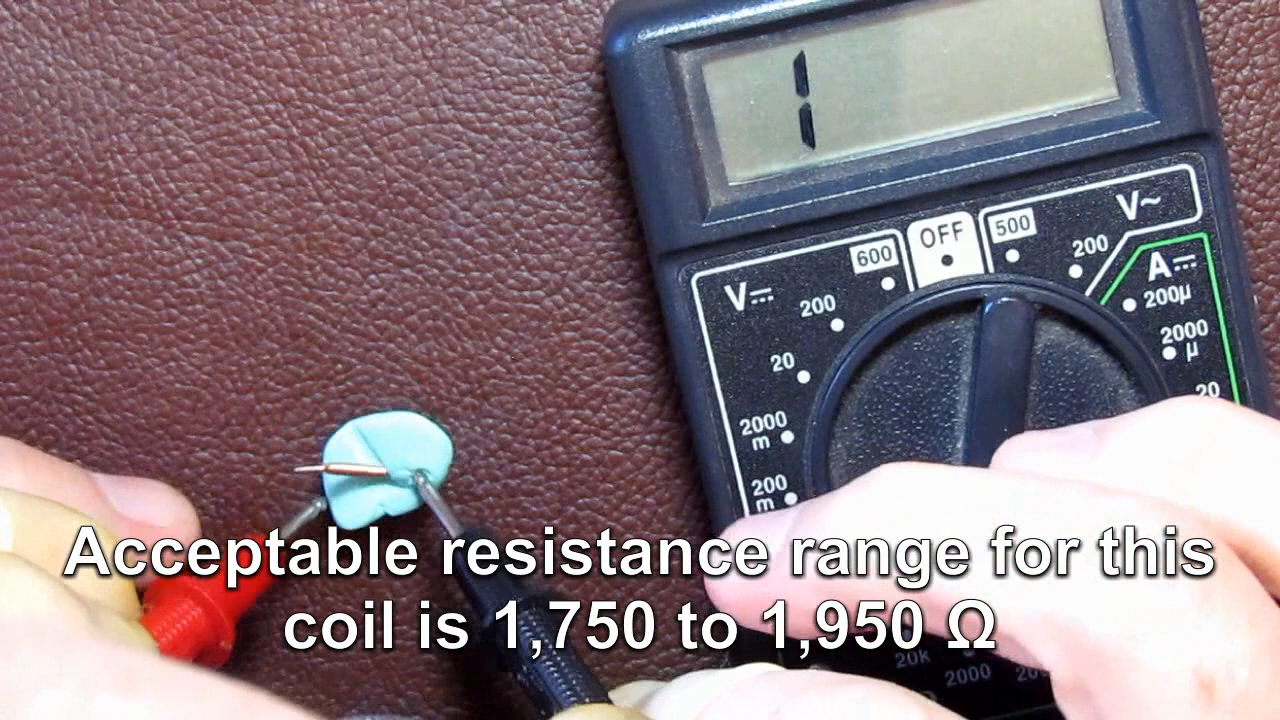 1
OFF
600
500
V~
200
200
V⎓
A⎓
200µ
20
2000
µ
20
2000
m
200
m
Acceptable resistance range for this
coil is 1,750 to 1,950 Ω
20k
2000